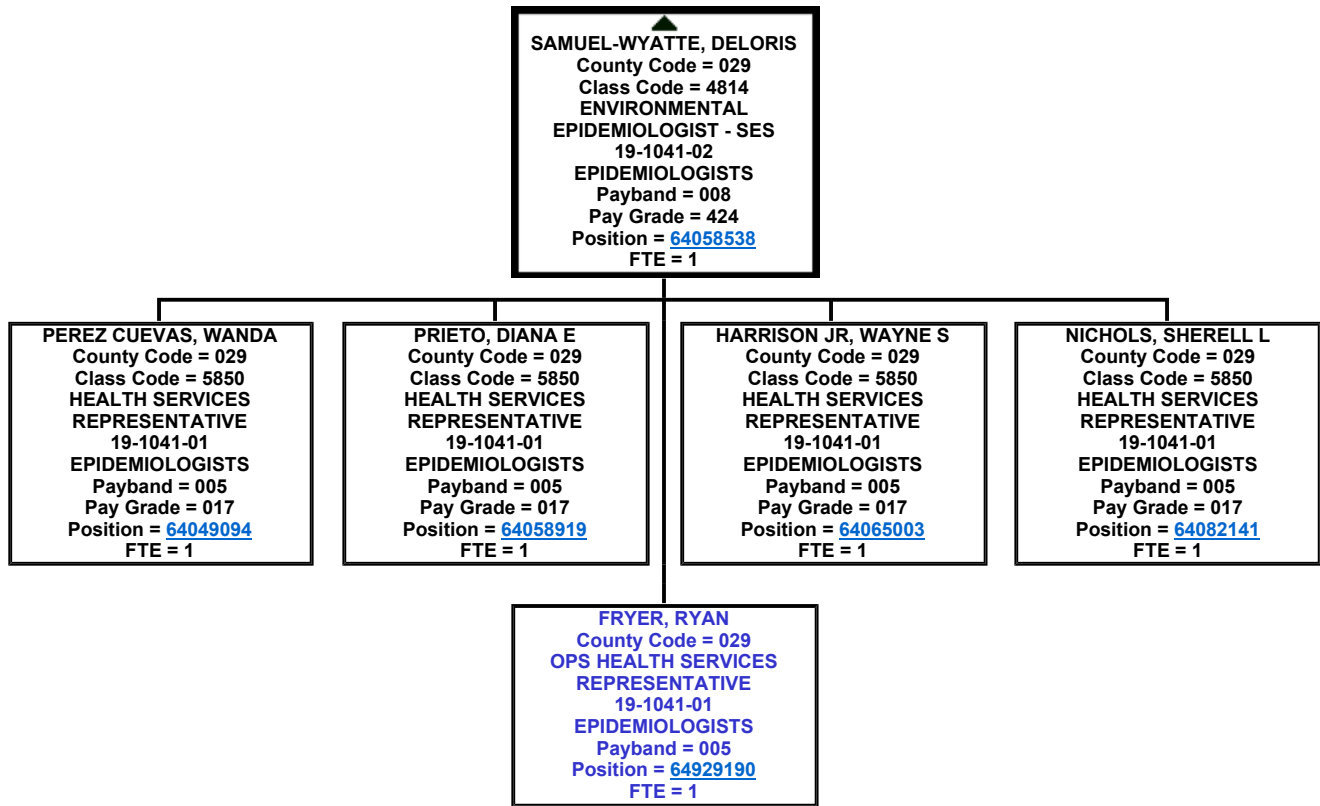 SAMUEL-WYATTE, DELORIS
County Code = 029
Class Code = 4814
ENVIRONMENTAL
EPIDEMIOLOGIST - SES
19-1041-02
EPIDEMIOLOGISTS
Payband = 008
Pay Grade = 424
Position = 64058538
FTE = 1
PEREZ CUEVAS, WANDA
County Code = 029
Class Code = 5850
HEALTH SERVICES
REPRESENTATIVE
19-1041-01
EPIDEMIOLOGISTS
Payband = 005
Pay Grade = 017
Position = 64049094
FTE = 1
PRIETO, DIANA E
County Code = 029
Class Code = 5850
HEALTH SERVICES
REPRESENTATIVE
19-1041-01
EPIDEMIOLOGISTS
Payband = 005
Pay Grade = 017
Position = 64058919
FTE = 1
HARRISON JR, WAYNE S
County Code = 029
Class Code = 5850
HEALTH SERVICES
REPRESENTATIVE
19-1041-01
EPIDEMIOLOGISTS
Payband = 005
Pay Grade = 017
Position = 64065003
FTE = 1
NICHOLS, SHERELL L
County Code = 029
Class Code = 5850
HEALTH SERVICES
REPRESENTATIVE
19-1041-01
EPIDEMIOLOGISTS
Payband = 005
Pay Grade = 017
Position = 64082141
FTE = 1
FRYER, RYAN
County Code = 029
OPS HEALTH SERVICES
REPRESENTATIVE
19-1041-01
EPIDEMIOLOGISTS
Payband = 005
Position = 64929190
FTE = 1